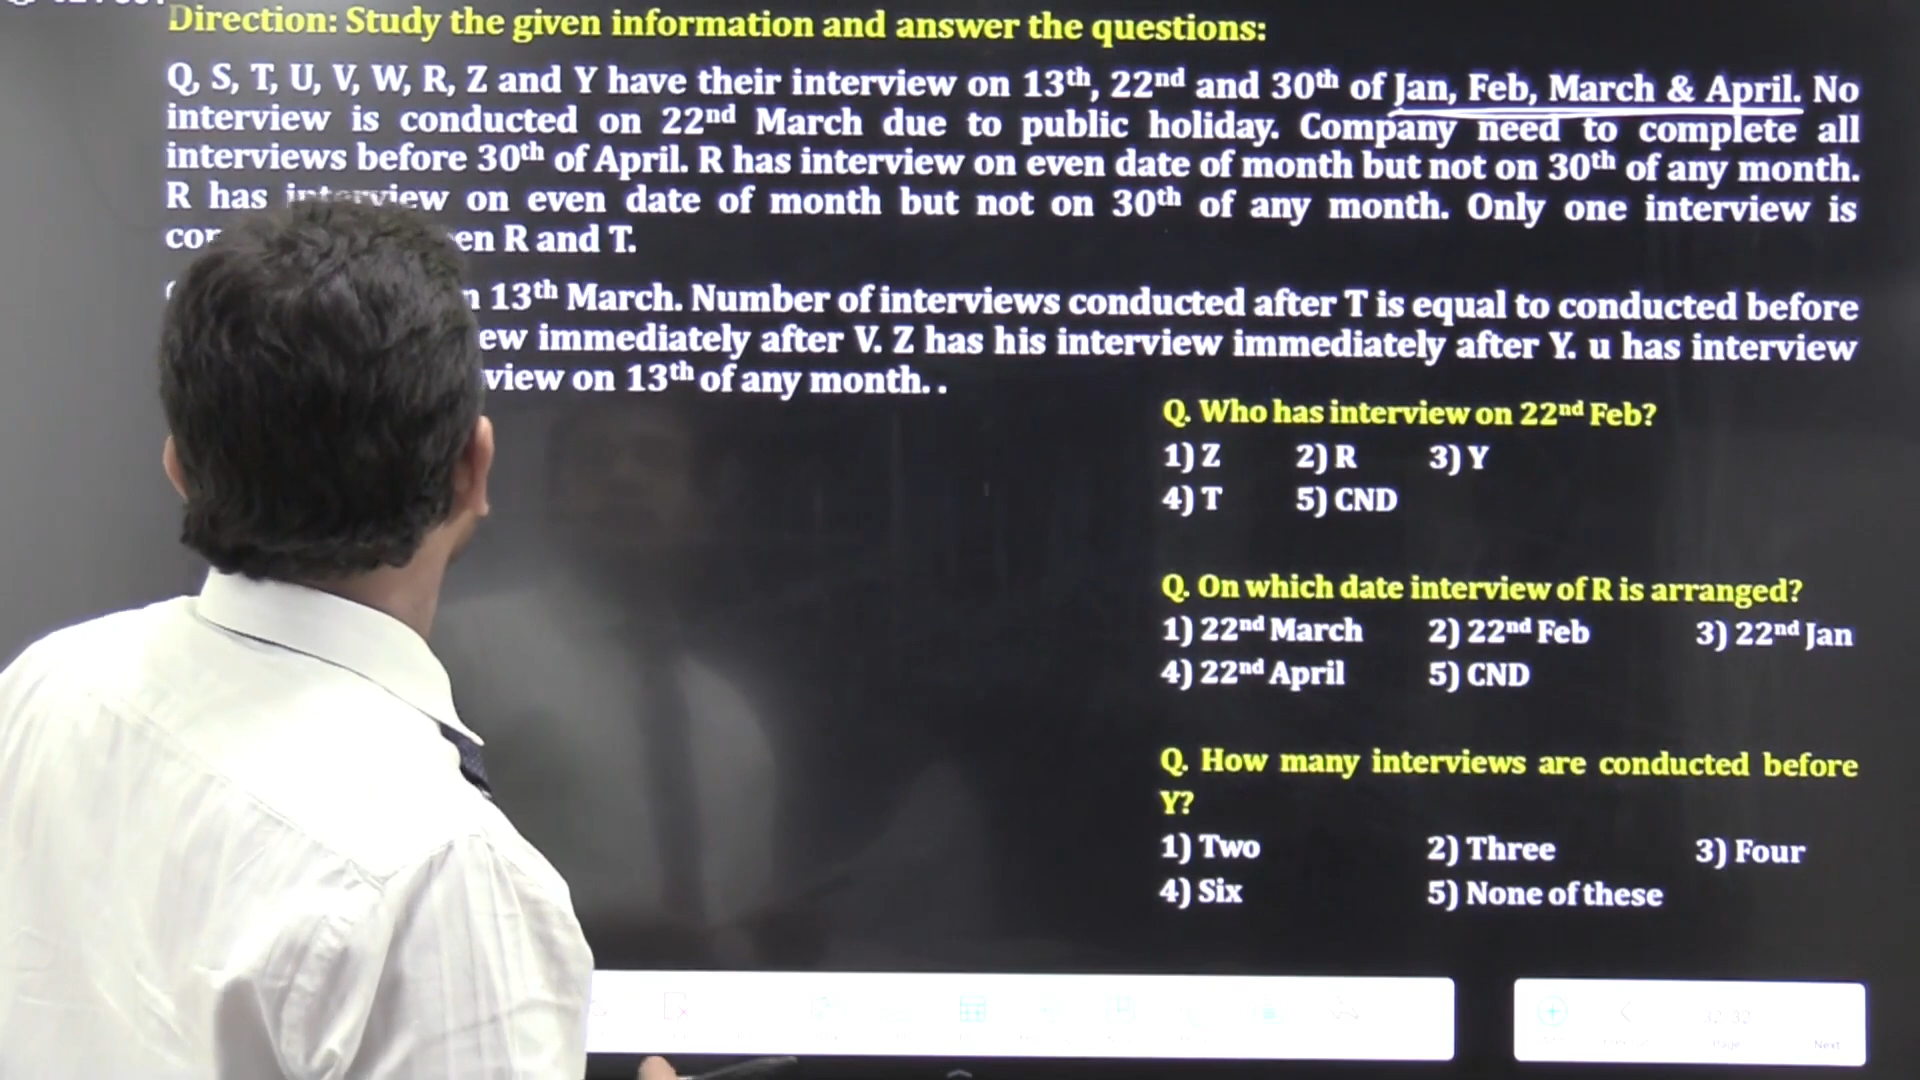 Direction: Study the given information and answer the questions:
Q, S, T, U, V, W, R, Z and Y have their interview on 13th, 22nd and 30th of Jan, Feb, March & April. No
interview is conducted on 22nd March due to public holiday. Company need to complete all
interviews before 30th of April. R has interview on even date of month but not on 30th of any month.
R has interview on even date of month but not on 30th of any month. Only one interview is
en R and T.
n 13th March. Number of interviews conducted after T is equal to conducted before
ew immediately after V. Z has his interview immediately after Y. u has interview
view on 13th of any month. .
Q. Who has interview on 22nd Feb?
1) Z 2) R 3) Y
4) T 5) CND
Q. On which date interview of R is arranged?
1) 22nd March 2) 22nd Feb 3) 22nd Jan
4) 22nd April 5) CND
Q. How many interviews are conducted before
Y?
1) Two 2) Three 3) Four
4) Six 5) None of these
32 32
Page
Next